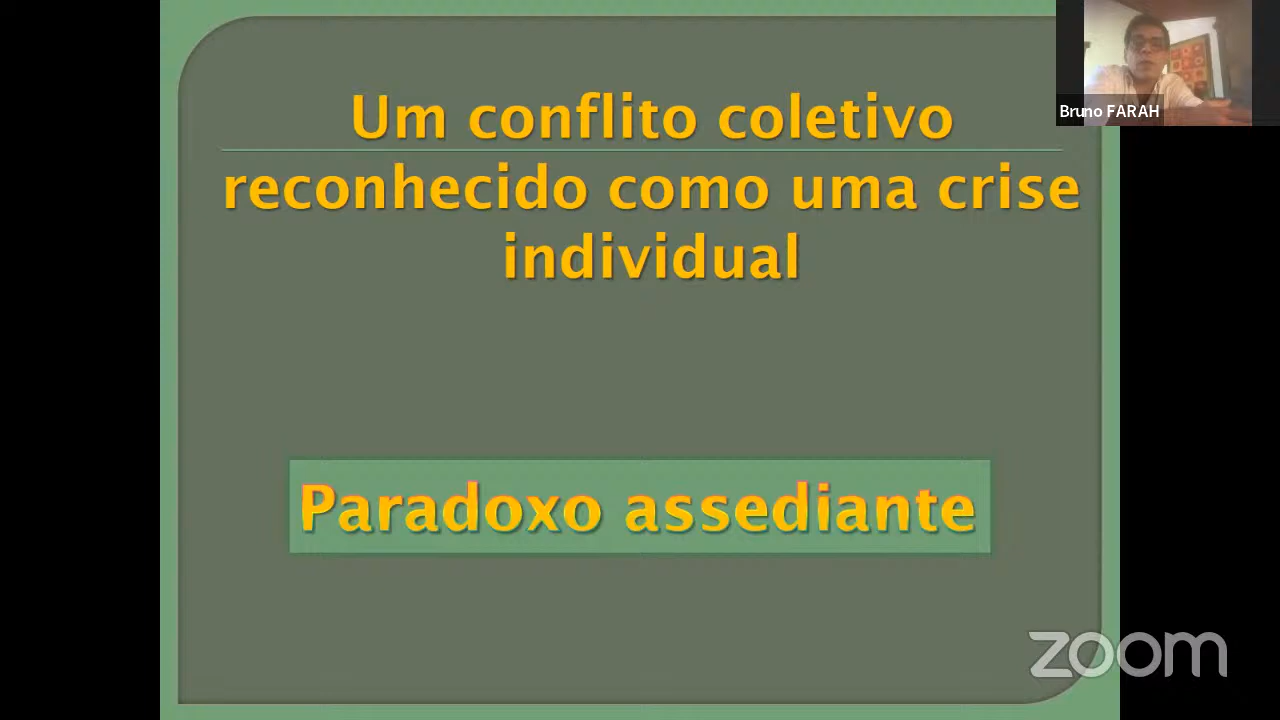 Um conflito coletivo
reconhecido como uma crise
individual
Paradoxo assediante
Bruno FARAH
zoom